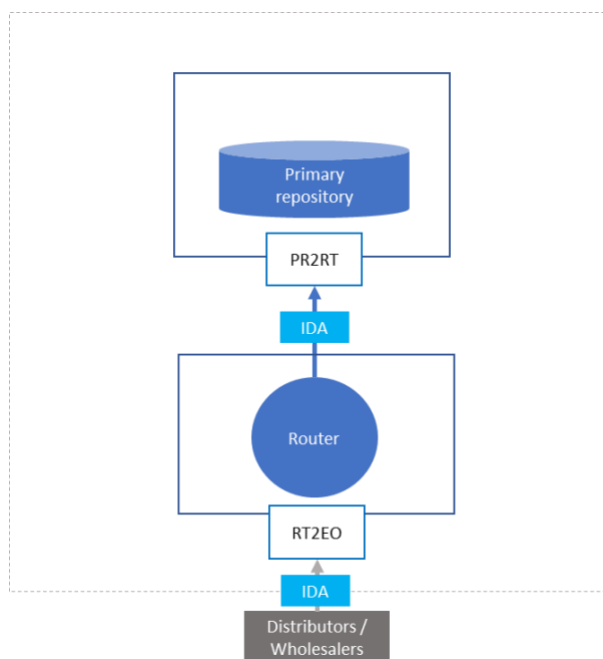 Primary
repository
PR2RT
IDA
Router
RT2EO
IDA
Distributors /
Wholesalers